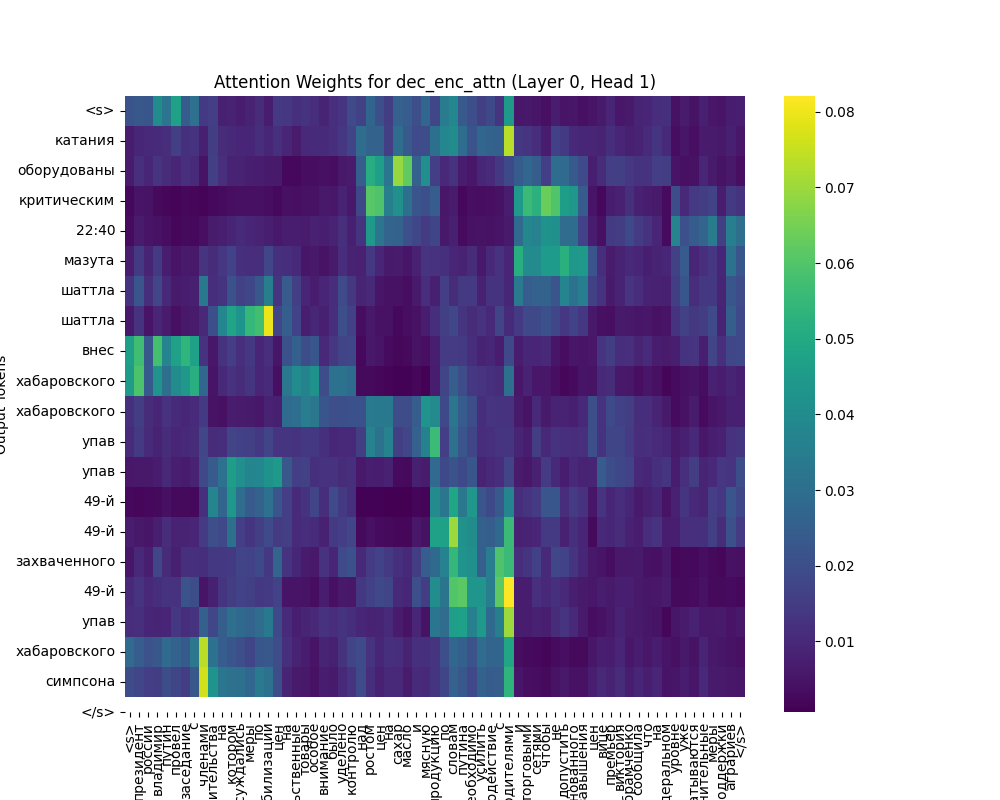 Attention Weights for dec_enc_attn (Layer 0, Head 1)
<s>
катания
оборудованы
критическим
22:40
мазута
шаттла
шаттла
внес
хабаровского
хабаровского
упав
упав
49-й
49-й
захваченного
49-й
упав
хабаровского
симпсона
</s>
0.08
0.07
0.06
0.05
0.04
0.03
0.02
0.01
<s>
президент
россии
владимир
путин
провел
заседание
с
членами
на
котором
меры
по
цен
на
товары
особое
внимание
было
уделено
контролю
над
ростом
цен
на
сахар
масло
и
мясную
по
словам
путина
усилить
с
и
торговыми
сетями
чтобы
не
допустить
цен
вице
премьер
виктория
сообщила
что
на
уровне
уже
меры
поддержки
аграриев
</s>